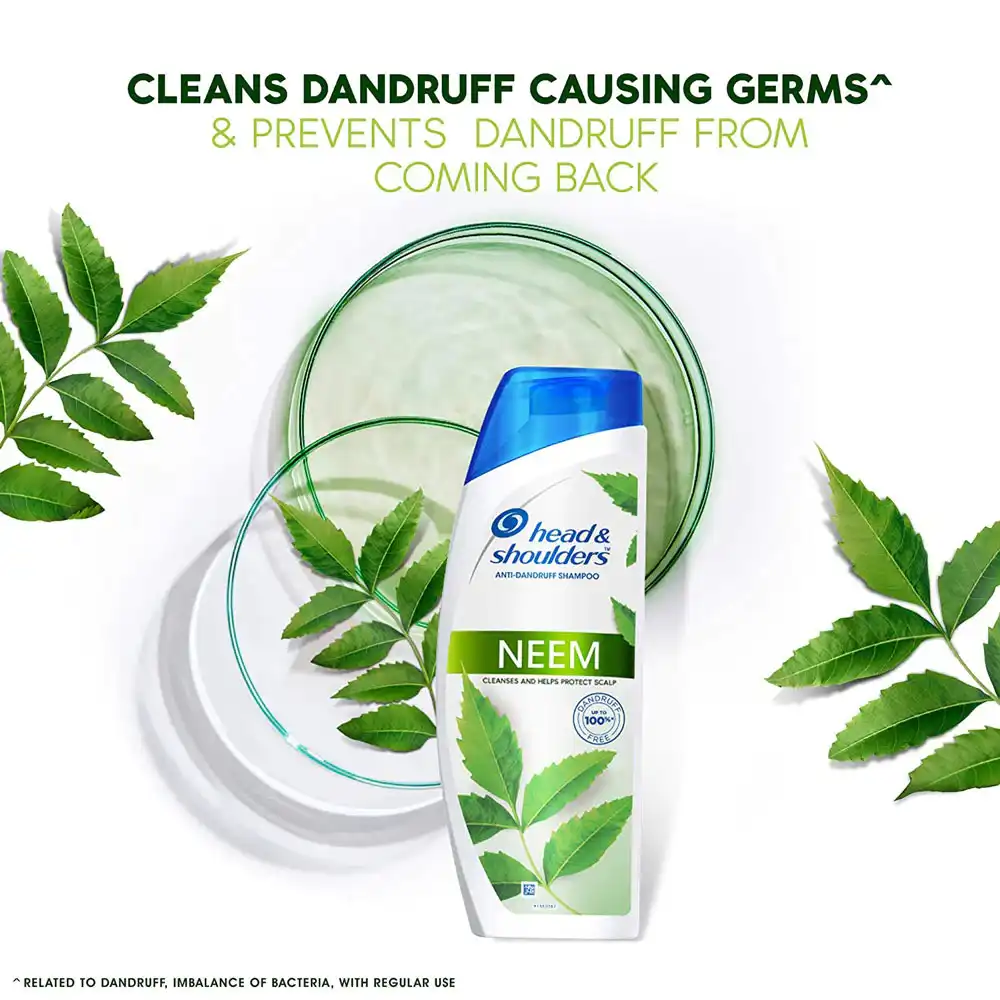 CLEANS DANDRUFF CAUSING GERMS^
& PREVENTS DANDRUFF FROM
COMING BACK
head &
shoulders™
ANTI-DANDRUFF SHAMPOO
NEEM
CLEANSES AND HELPS PROTECT SCALP
DANDRUFF
UP TO
100%*
FREE
^ RELATED TO DANDRUFF, IMBALANCE OF BACTERIA, WITH REGULAR USE